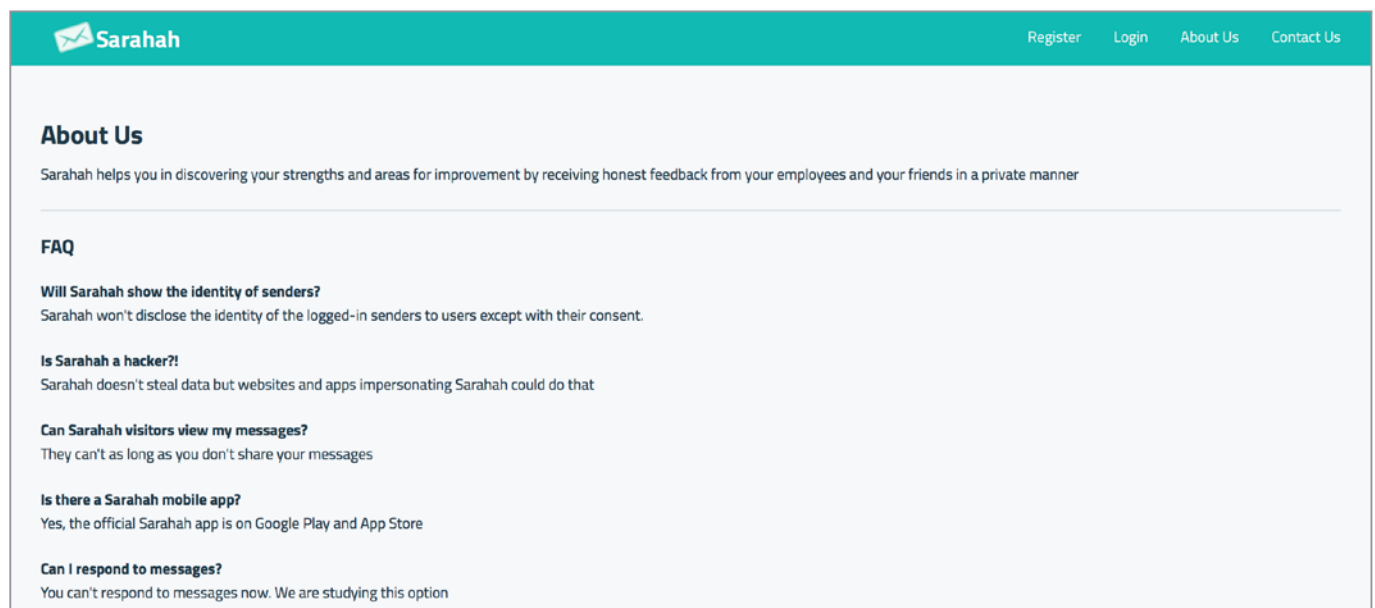 Sarahah
Register Login About Us Contact Us
About Us
Sarahah helps you in discovering your strengths and areas for improvement by receiving honest feedback from your employees and your friends in a private manner
FAQ
Will Sarahah show the identity of senders?
Sarahah won't disclose the identity of the logged-in senders to users except with their consent.
Is Sarahah a hacker?!
Sarahah doesn't steal data but websites and apps impersonating Sarahah could do that
Can Sarahah visitors view my messages?
They can't as long as you don't share your messages
Is there a Sarahah mobile app?
Yes, the official Sarahah app is on Google Play and App Store
Can I respond to messages?
You can't respond to messages now. We are studying this option